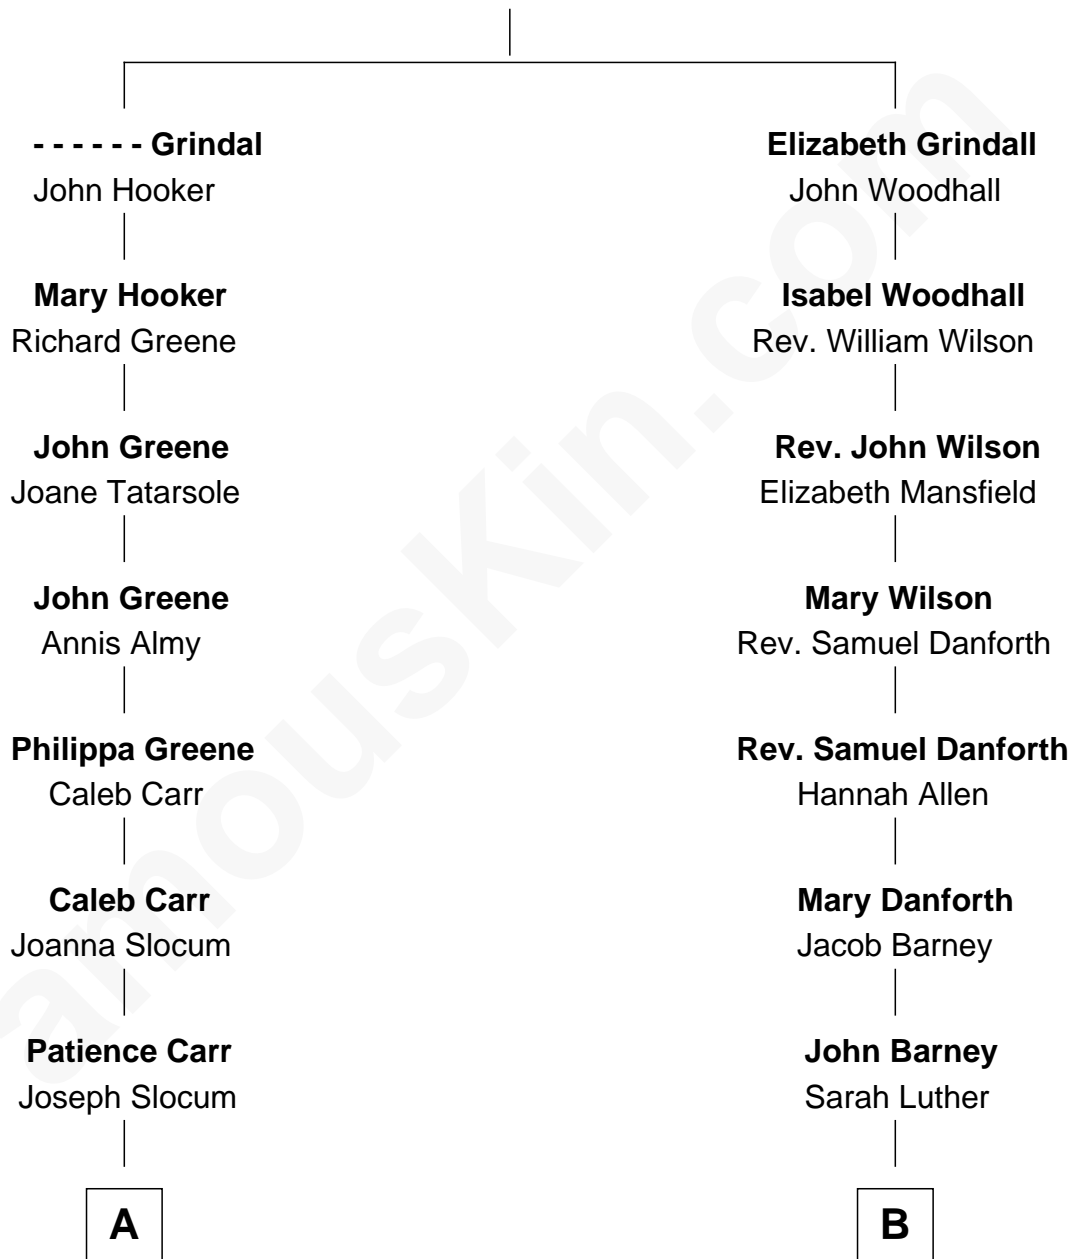 - - - - - - Grindal
John Hooker
Mary Hooker
Richard Greene
John Greene
Joane Tatarsole
John Greene
Annis Almy
Philippa Greene
Caleb Carr
Caleb Carr
Joanna Slocum
Patience Carr
Joseph Slocum
A
Elizabeth Grindall
John Woodhall
Isabel Woodhall
Rev. William Wilson
Rev. John Wilson
Elizabeth Mansfield
Mary Wilson
Rev. Samuel Danforth
Rev. Samuel Danforth
Hannah Allen
Mary Danforth
Jacob Barney
John Barney
Sarah Luther
B
amouskin.com